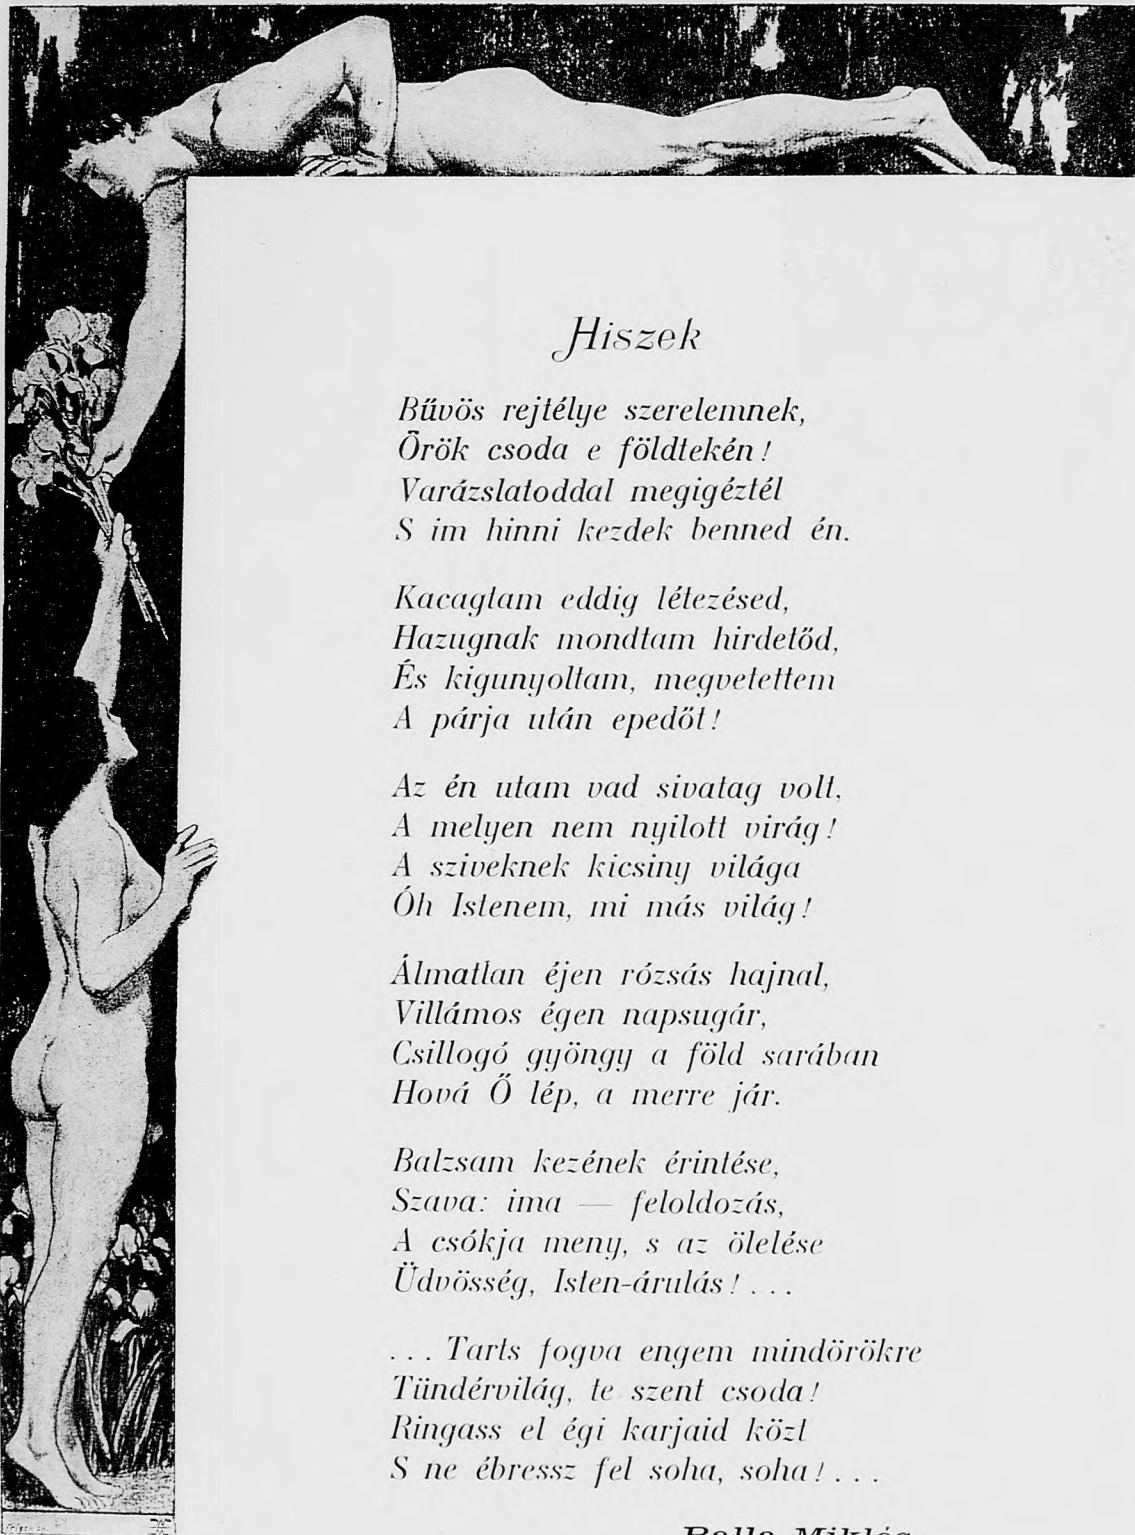 Hiszek
Bűvös rejtélye szerelemnek,
Örök csoda e földtekén!
Varázslatoddal megigéztél
S im hinni kezdek benned én.
Kacagtam eddig létezésed,
Hazugnak mondtam hirdetőd,
És kigunyoltam, megvetettem
A párja után epedőt!
Az én utam vad sivatag volt,
A melyen nem nyilott virág!
A sziveknek kicsiny világa
Óh Istenem, mi más világ!
Álmatlan éjen rózsás hajnal,
Villámos égen napsugár,
Csillogó gyöngy a föld sarában
Hová Ő lép, a merre jár.
Balzsam kezének érintése,
Szava: ima — feloldozás,
A csókja meny, s az ölelése
Üdvösség, Isten-árulás! . . .
. . . Tarts fogva engem mindörökre
Tündérvilág, te szent csoda!
Ringass el égi karjaid közt
S ne ébressz fel soha, soha! . . .
Balla Miklós